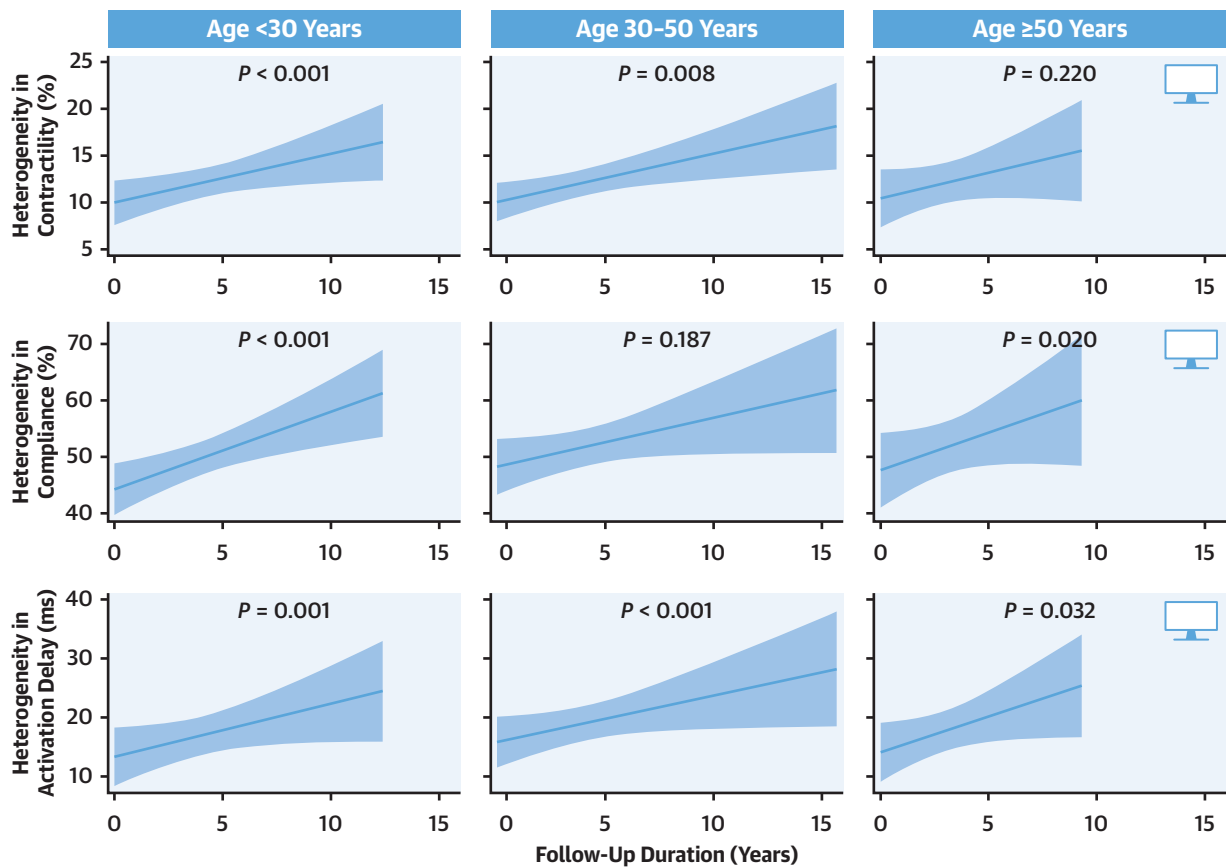 Age <30 Years
Age 30–50 Years
Age ≥50 Years
Heterogeneity in
Contractility (%)
25
20
15
10
5
P < 0.001
P = 0.008
P = 0.220
0 5 10 15
0 5 10 15
0 5 10 15
Heterogeneity in
Compliance (%)
70
60
50
40
P < 0.001
P = 0.187
P = 0.020
0 5 10 15
0 5 10 15
0 5 10 15
Heterogeneity in
Activation Delay (ms)
40
30
20
10
P = 0.001
P < 0.001
P = 0.032
0 5 10 15
0 5 10 15
0 5 10 15
Follow-Up Duration (Years)